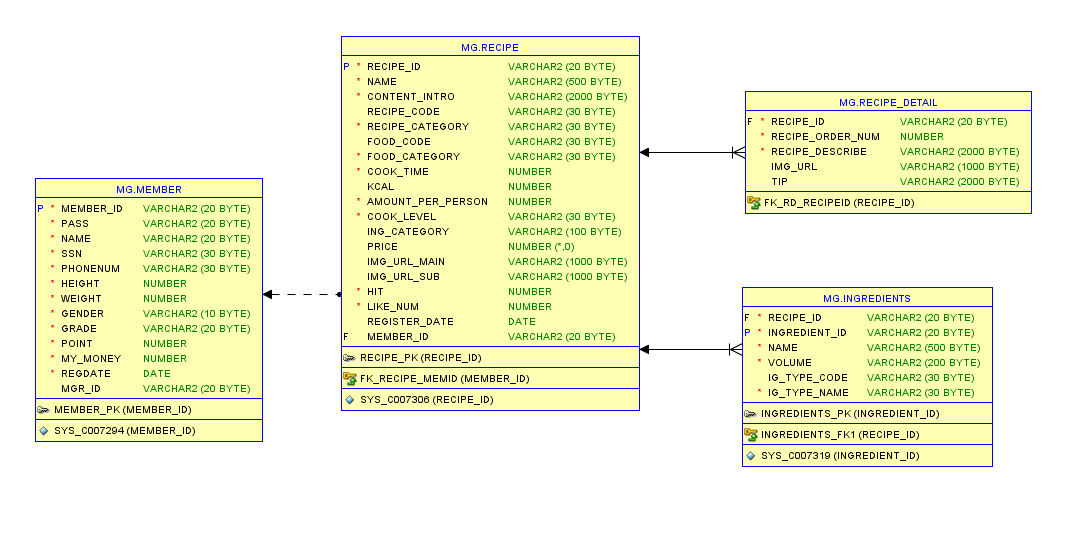 MG.MEMBER
P * MEMBER_ID VARCHAR2 (20 BYTE)
* PASS VARCHAR2 (20 BYTE)
* NAME VARCHAR2 (20 BYTE)
* SSN VARCHAR2 (30 BYTE)
* PHONENUM VARCHAR2 (30 BYTE)
* HEIGHT NUMBER
* WEIGHT NUMBER
* GENDER VARCHAR2 (10 BYTE)
* GRADE VARCHAR2 (20 BYTE)
* POINT NUMBER
* MY_MONEY NUMBER
* REGDATE DATE
MGR_ID VARCHAR2 (20 BYTE)
MEMBER_PK (MEMBER_ID)
SYS_C007294 (MEMBER_ID)
MG.RECIPE
P * RECIPE_ID VARCHAR2 (20 BYTE)
* NAME VARCHAR2 (500 BYTE)
* CONTENT_INTRO VARCHAR2 (2000 BYTE)
RECIPE_CODE VARCHAR2 (30 BYTE)
* RECIPE_CATEGORY VARCHAR2 (30 BYTE)
FOOD_CODE VARCHAR2 (30 BYTE)
* FOOD_CATEGORY VARCHAR2 (30 BYTE)
* COOK_TIME NUMBER
KCAL NUMBER
* AMOUNT_PER_PERSON NUMBER
* COOK_LEVEL VARCHAR2 (30 BYTE)
ING_CATEGORY VARCHAR2 (100 BYTE)
PRICE NUMBER (*,0)
IMG_URL_MAIN VARCHAR2 (1000 BYTE)
IMG_URL_SUB VARCHAR2 (1000 BYTE)
* HIT NUMBER
* LIKE_NUM NUMBER
REGISTER_DATE DATE
F MEMBER_ID VARCHAR2 (20 BYTE)
RECIPE_PK (RECIPE_ID)
FK_RECIPE_MEMID (MEMBER_ID)
SYS_C007306 (RECIPE_ID)
MG.RECIPE_DETAIL
F * RECIPE_ID VARCHAR2 (20 BYTE)
* RECIPE_ORDER_NUM NUMBER
* RECIPE_DESCRIBE VARCHAR2 (2000 BYTE)
IMG_URL VARCHAR2 (1000 BYTE)
TIP VARCHAR2 (2000 BYTE)
FK_RD_RECIPEID (RECIPE_ID)
MG.INGREDIENTS
F * RECIPE_ID VARCHAR2 (20 BYTE)
P * INGREDIENT_ID VARCHAR2 (20 BYTE)
* NAME VARCHAR2 (500 BYTE)
* VOLUME VARCHAR2 (200 BYTE)
IG_TYPE_CODE VARCHAR2 (30 BYTE)
* IG_TYPE_NAME VARCHAR2 (30 BYTE)
INGREDIENTS_PK (INGREDIENT_ID)
INGREDIENTS_FK1 (RECIPE_ID)
SYS_C007319 (INGREDIENT_ID)